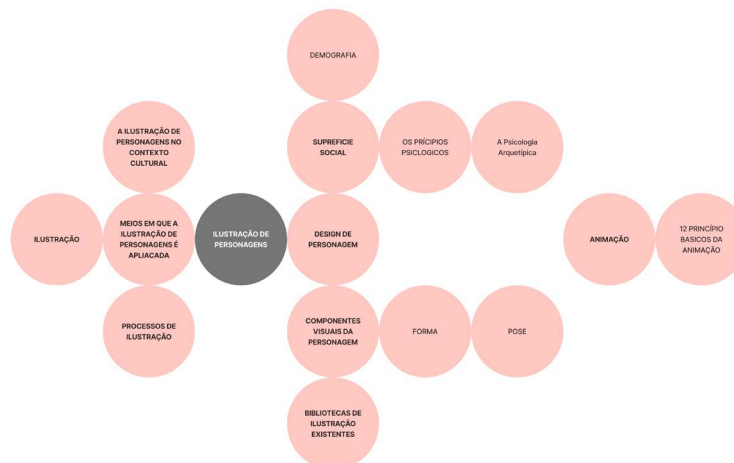 DEMOGRAFIA
A ILUSTRAÇÃO DE
PERSONAGENS NO
CONTEXTO
CULTURAL
SUPREFICIE
SOCIAL
OS PRÍCIPIOS
PSICLOGICOS
A Psicologia
Arquetípica
ILUSTRAÇÃO
MEIOS EM QUE A
ILUSTRAÇÃO DE
PERSONAGENS É
APLIACADA
ILUSTRAÇÃO DE
PERSONAGENS
DESIGN DE
PERSONAGEM
ANIMAÇÃO
12 PRINCÍPIO
BASICOS DA
ANIMAÇÃO
PROCESSOS DE
ILUSTRAÇÃO
COMPONENTES
VISUAIS DA
PERSONAGEM
FORMA
POSE
BIBLIOTECAS DE
ILUSTRAÇÃO
EXISTENTES